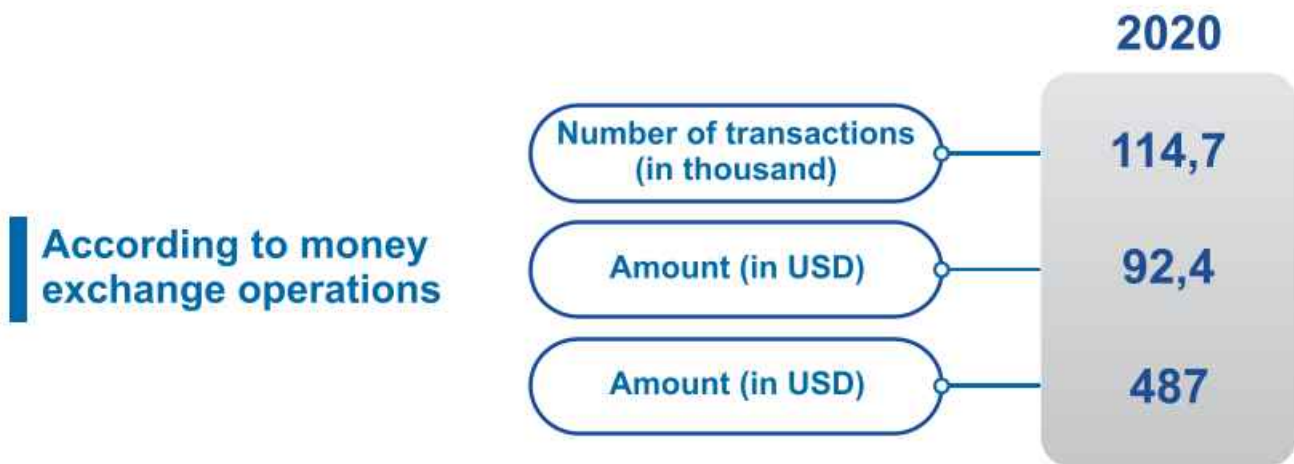 2020
Number of transactions
(in thousand)
114,7
According to money
exchange operations
Amount (in USD)
92,4
Amount (in USD)
487